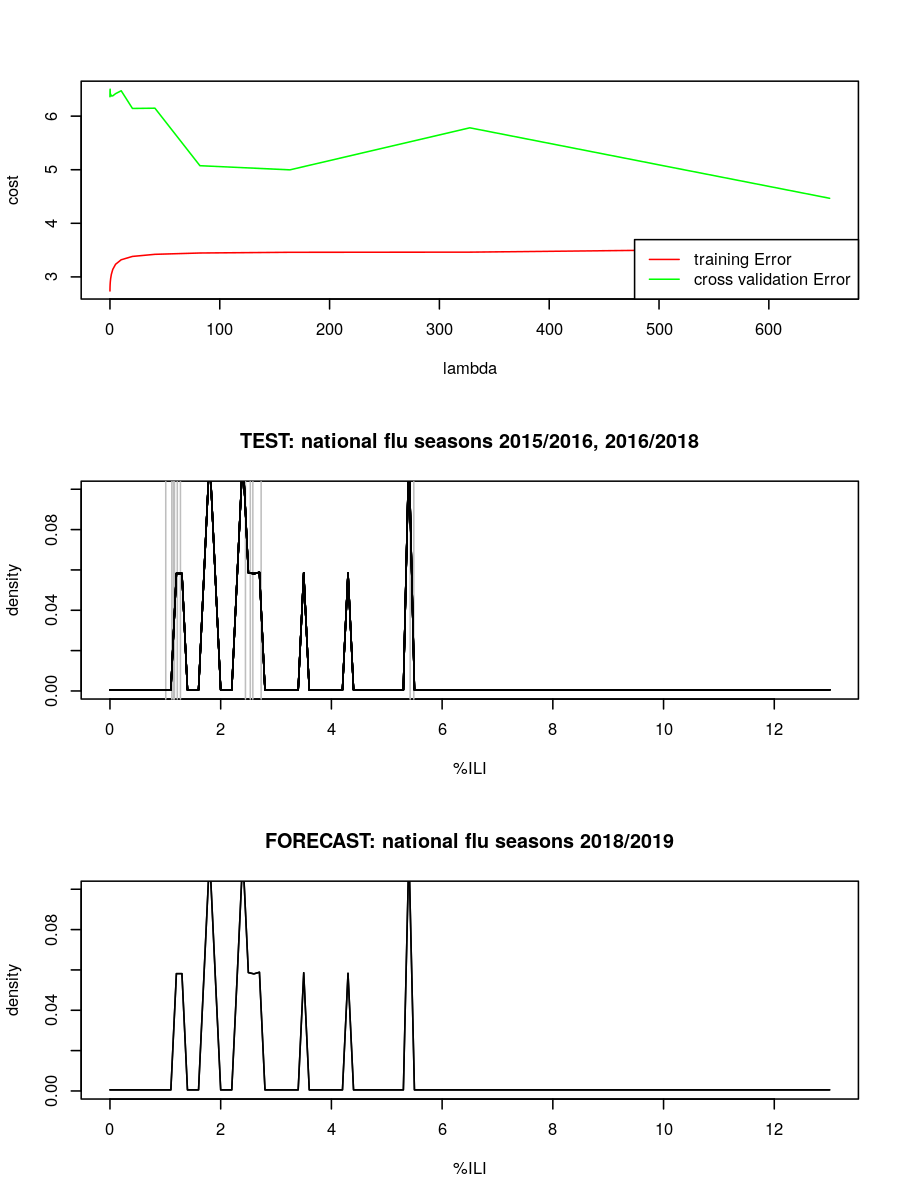 cost
6
5
4
3
training Error
cross validation Error
0 100 200 300 400 500 600
lambda
TEST: national flu seasons 2015/2016, 2016/2018
density
0.08
0.04
0.00
0 2 4 6 8 10 12
%ILI
FORECAST: national flu seasons 2018/2019
density
0.08
0.04
0.00
0 2 4 6 8 10 12
%ILI